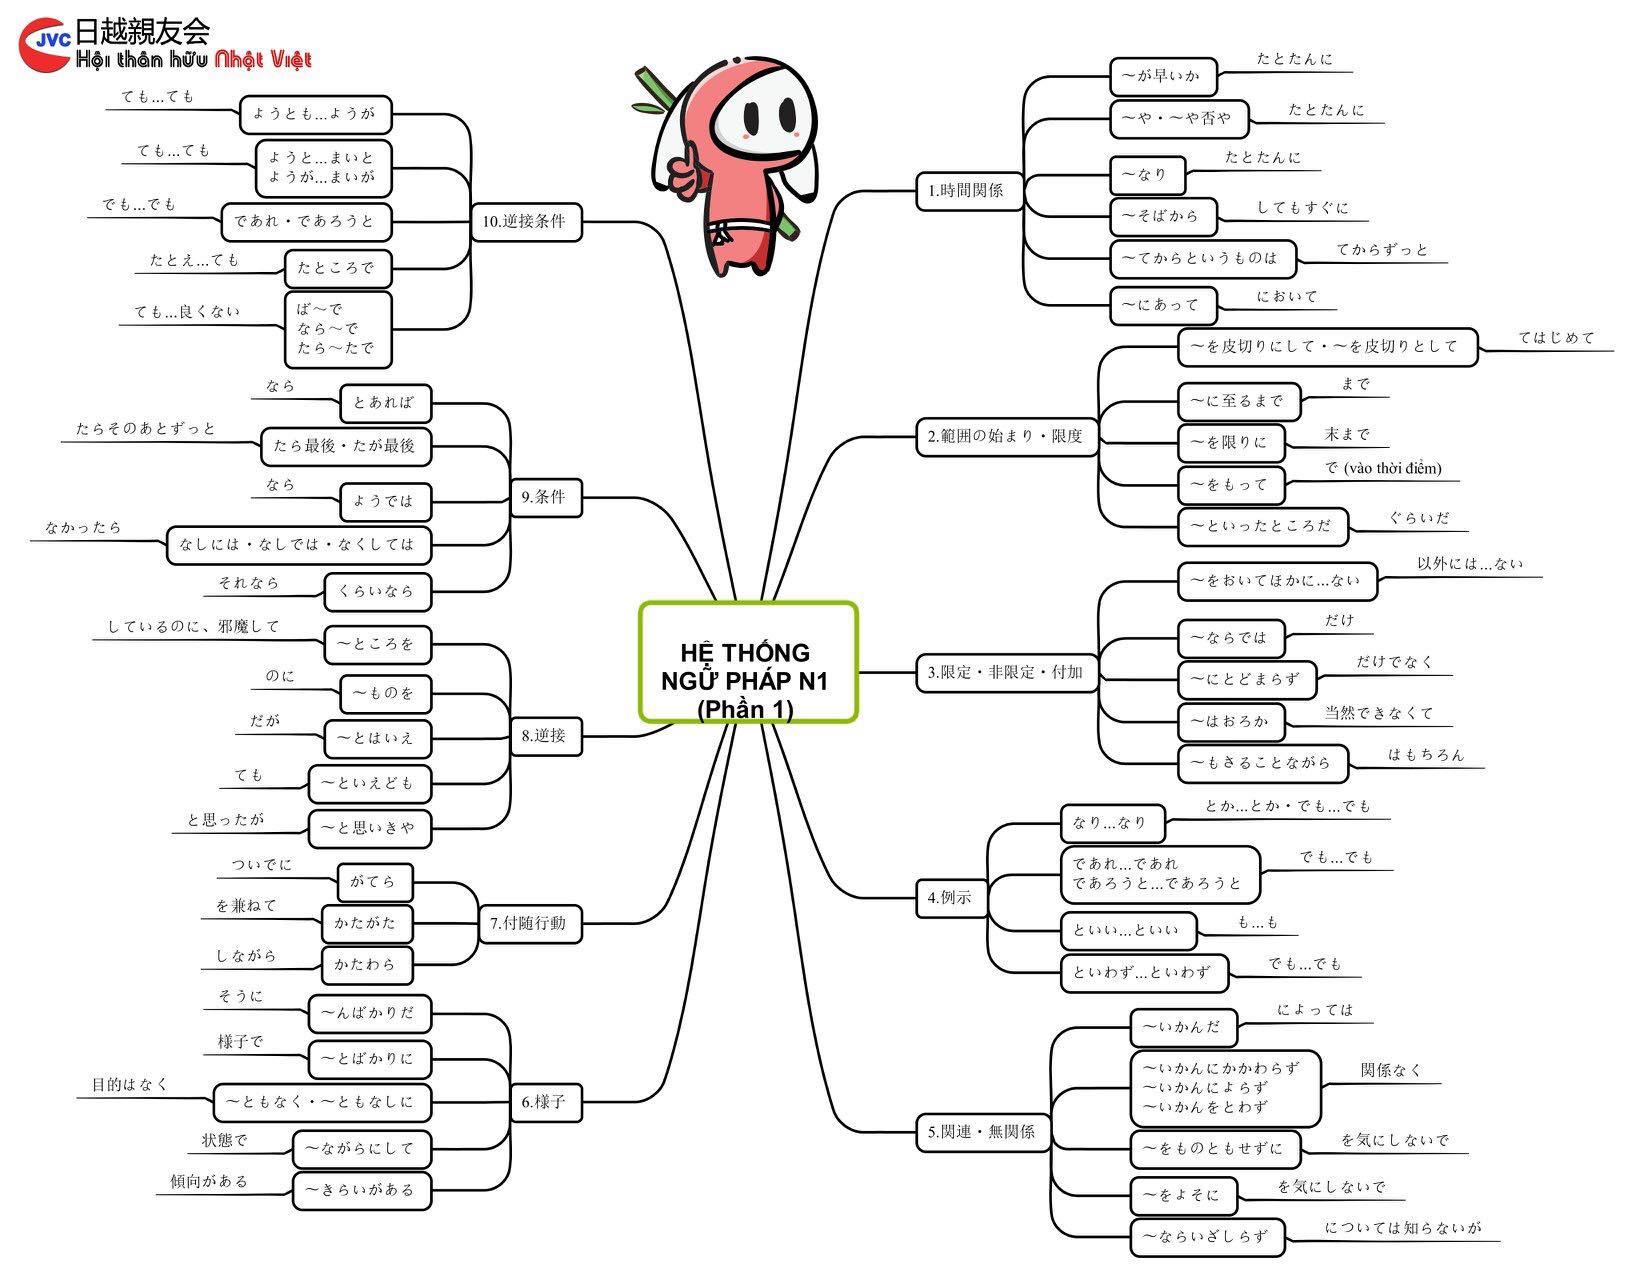 JVC
日越親友会
Hội thân hữu Nhật Việt
HỆ THỐNG
NGỮ PHÁP N1
(Phần 1)
1.時間関係
～が早いか
たとたんに
～や・～や否や
たとたんに
～なり
たとたんに
～そばから
してもすぐに
～てからというものは
てからずっと
～にあって
において
2.範囲の始まり・限度
～を皮切りにして・～を皮切りとして
てはじめて
～に至るまで
まで
～を限りに
末まで
～をもって
で (vào thời điểm)
～といったところだ
ぐらいだ
3.限定・非限定・付加
～をおいてほかに...ない
以外には...ない
～ならでは
だけ
～にとどまらず
だけでなく
～はおろか
当然できなくて
～もさることながら
はもちろん
4.例示
なり...なり
とか...とか・でも...でも
であれ...であれ
であろうと...であろうと
でも...でも
といい...といい
も...も
といわず...といわず
でも...でも
5.関連・無関係
～いかんだ
によっては
～いかんにかかわらず
～いかんによらず
～いかんをとわず
関係なく
～をものともせずに
を気にしないで
～をよそに
を気にしないで
～ならいざしらず
については知らないが
6.様子
～んばかりだ
そうに
～とばかりに
様子で
～ともなく・～ともなしに
目的はなく
～ながらにして
状態で
～きらいがある
傾向がある
7.付随行動
がてら
ついでに
かたがた
を兼ねて
かたわら
しながら
8.逆接
～ところを
しているのに、邪魔して
～ものを
のに
～とはいえ
だが
～といえども
ても
～と思いきや
と思ったが
9.条件
とあれば
なら
たら最後・たが最後
たらそのあとずっと
ようでは
なら
なしには・なしでは・なくしては
なかったら
くらいなら
それなら
10.逆接条件
ようとも...ようが
ても...ても
ようと...まいと
ようが...まいが
ても...ても
であれ・であろうと
でも...でも
たところで
たとえ...ても
ば～で
なら～で
たら～たで
ても...良くない